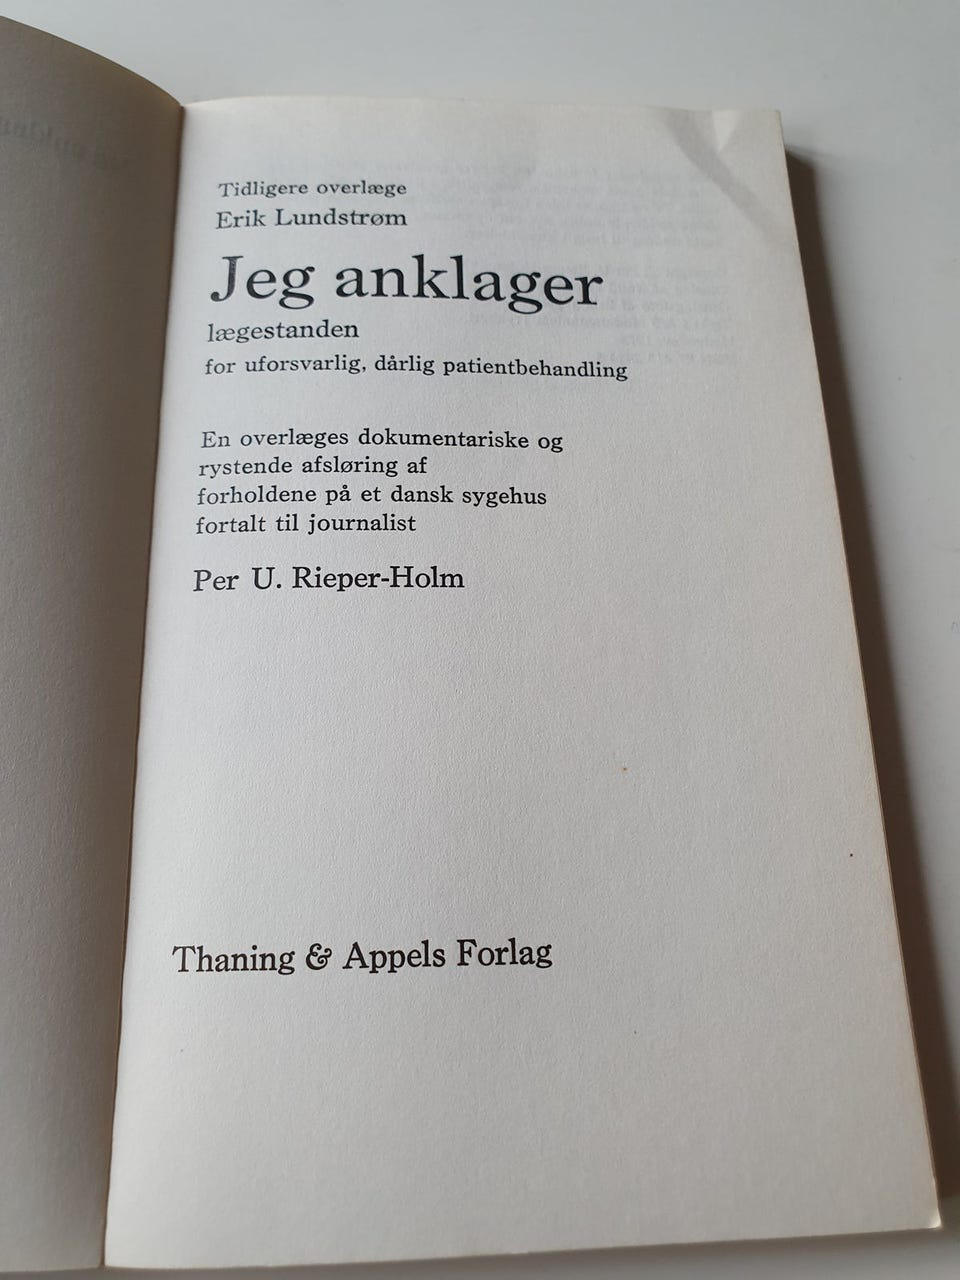 Tidligere overlæge
Erik Lundstrøm
Jeg anklager
lægestanden
for uforsvarlig, dårlig patientbehandling
En overlæges dokumentariske og
rystende afsløring af
forholdene på et dansk sygehus
fortalt til journalist
Per U. Rieper-Holm
Thaning & Appels Forlag